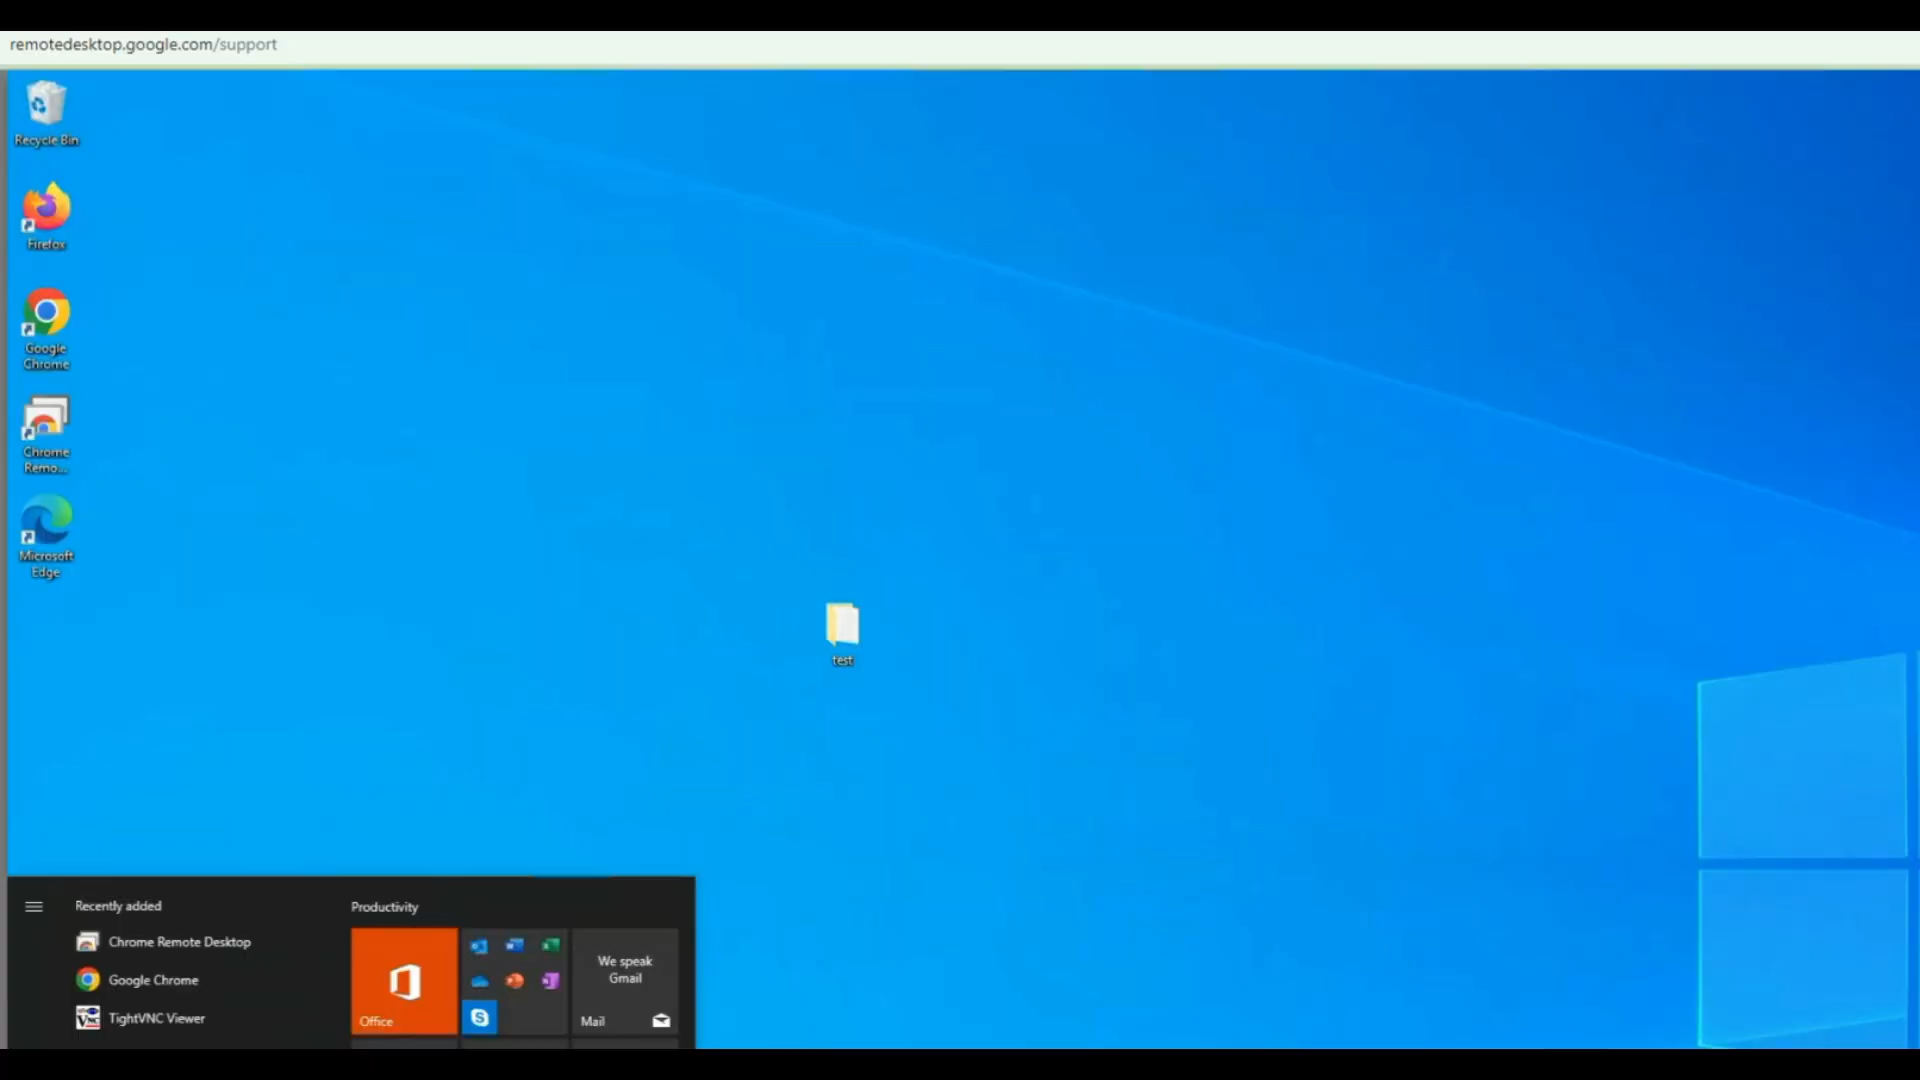 remotedesktop.google.com/support
Recycle Bin
Firefox
Google
Chrome
Chrome
Remo...
Microsoft
Edge
test
Recently added
Chrome Remote Desktop
Google Chrome
TightVNC Viewer
Productivity
Office
We speak
Gmail
Mail